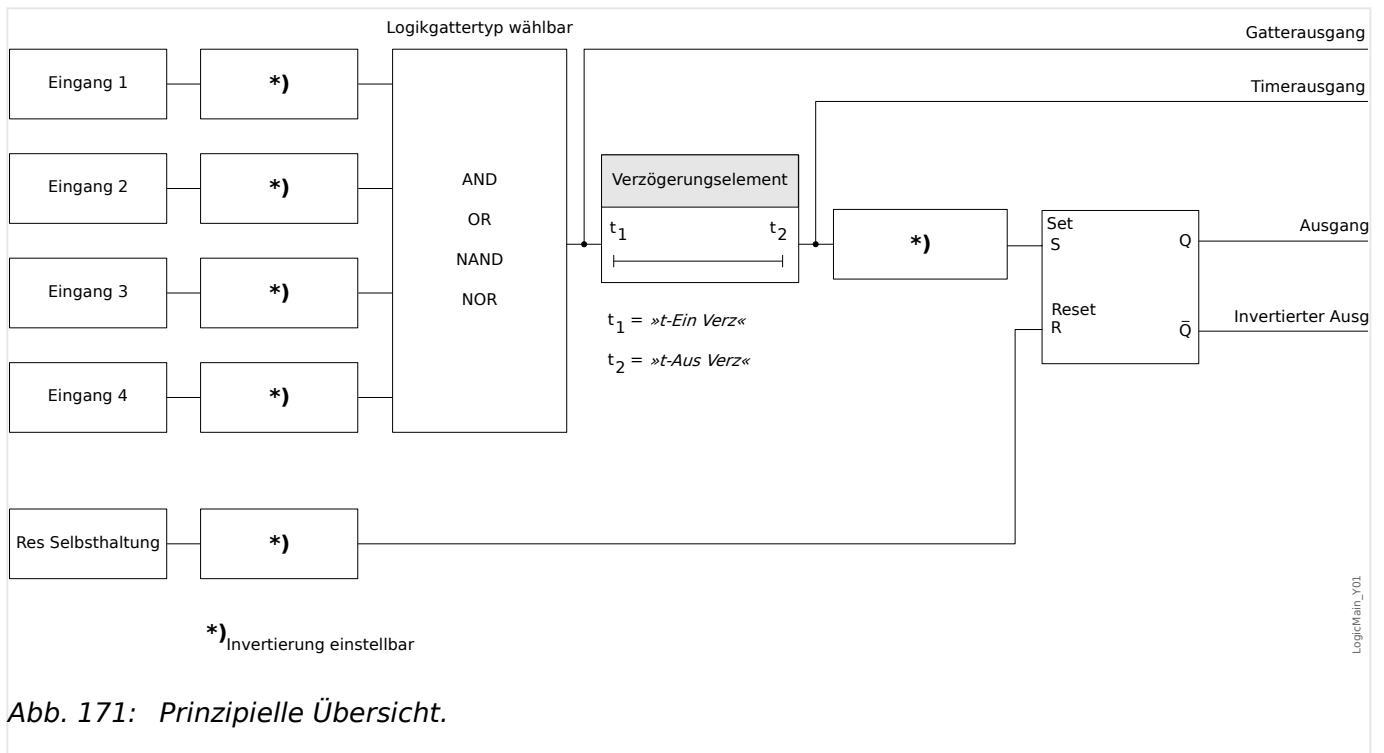 Logikgattertyp wählbar
Gatterausgang
Eingang 1
*)
Timerausgang
Eingang 2
*)
AND
OR
NAND
NOR
Verzögerungselement
t1
t2
*)
Set
S
Q
Ausgang
Eingang 3
*)
t1 = »t-Ein Verz«
Reset
R
Q̅
Invertierter Ausg
t2 = »t-Aus Verz«
Eingang 4
*)
Res Selbsthaltung
*)
*) Invertierung einstellbar
LogicMain_Y01
Abb. 171: Prinzipielle Übersicht.